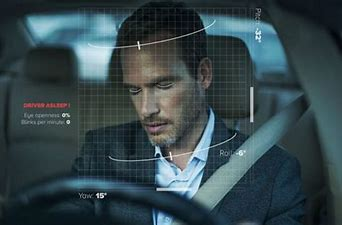 Pitch: -32°
DRIVER ASLEEP !
Eye openness: 0%
Blinks per minute: 0
Roll: -6°
Yaw: 15°